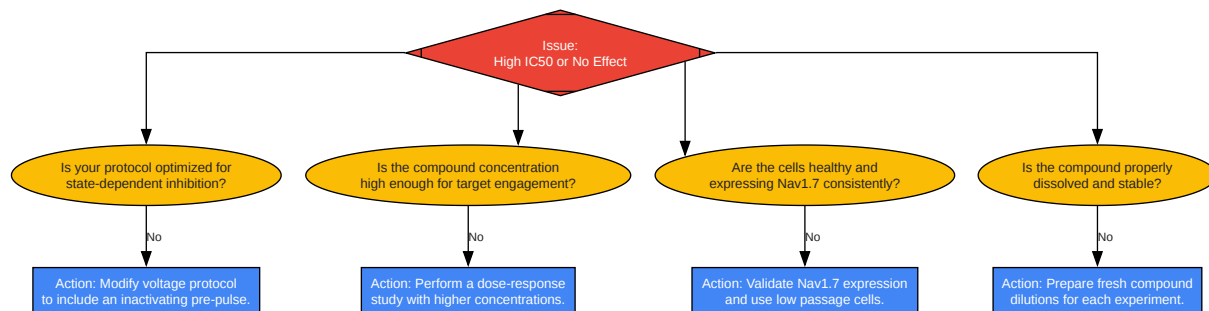 Issue:
High IC50 or No Effect
Is your protocol optimized for
state-dependent inhibition?
Is the compound concentration
high enough for target engagement?
Are the cells healthy and
expressing Nav1.7 consistently?
Is the compound properly
dissolved and stable?
No
No
No
No
Action: Modify voltage protocol
to include an inactivating pre-pulse.
Action: Perform a dose-response
study with higher concentrations.
Action: Validate Nav1.7 expression
and use low passage cells.
Action: Prepare fresh compound
dilutions for each experiment.